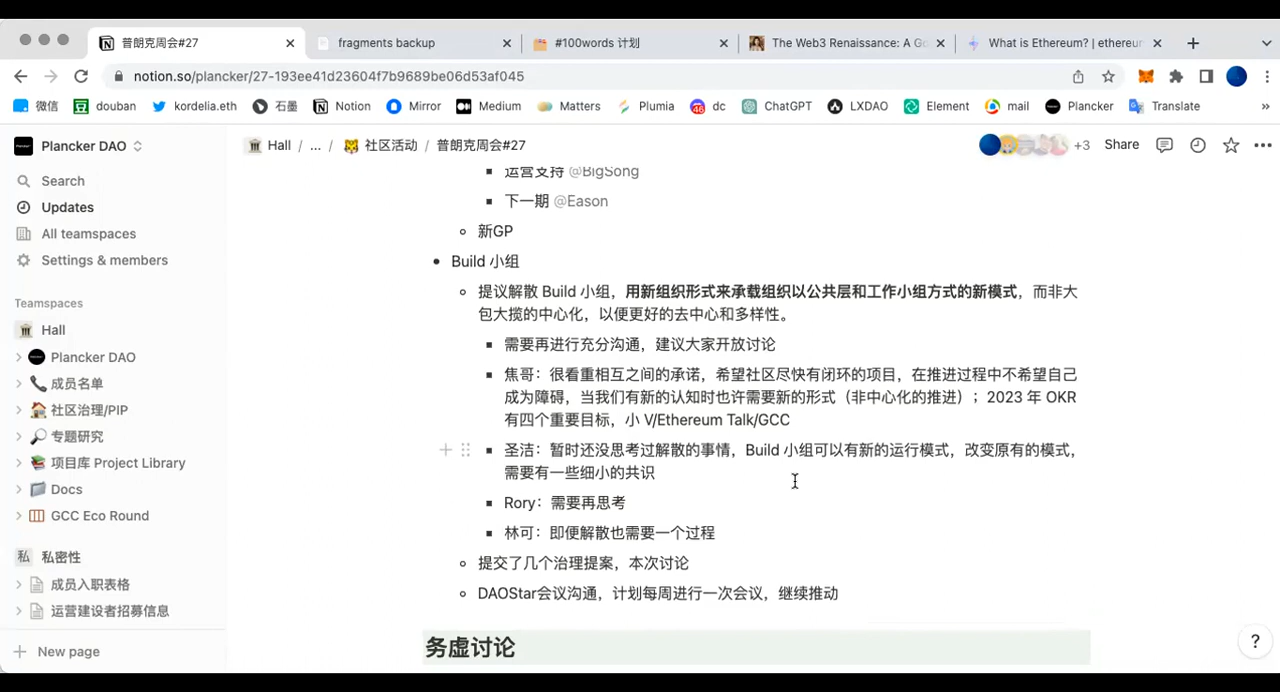 普朗克周会#27
fragments backup
#100words 计划
The Web3 Renaissance: A Go
What is Ethereum? | ethereur
notion.so/plancker/27-193ee41d23604f7b9689be06d53af045
微信
douban
kordelia.eth
石墨
Notion
Mirror
Medium
Matters
Plumia
46 dc
ChatGPT
LXDAO
Element
mail
Plancker
Translate
»
Plancker DAO
Hall / ... / 社区活动 / 普朗克周会#27
+3
Share
Search
Updates
All teamspaces
Settings & members
Teamspaces
Hall
Plancker DAO
成员名单
社区治理/PIP
专题研究
项目库 Project Library
Docs
GCC Eco Round
私 私密性
成员入职表格
运营建设者招募信息
New page
运营支持 @BigSong
下一期 @Eason
新GP
Build 小组
提议解散 Build 小组，用新组织形式来承载组织以公共层和工作小组方式的新模式，而非大
包大揽的中心化，以便更好的去中心和多样性。
需要再进行充分沟通，建议大家开放讨论
焦哥：很看重相互之间的承诺，希望社区尽快有闭环的项目，在推进过程中不希望自己
成为障碍，当我们有新的认知时也许需要新的形式（非中心化的推进）；2023 年 OKR
有四个重要目标，小 V/Ethereum Talk/GCC
圣洁：暂时还没思考过解散的事情，Build 小组可以有新的运行模式，改变原有的模式，
需要有一些细小的共识
Rory：需要再思考
林可：即便解散也需要一个过程
提交了几个治理提案，本次讨论
DAOStar会议沟通，计划每周进行一次会议，继续推动
务虚讨论
?